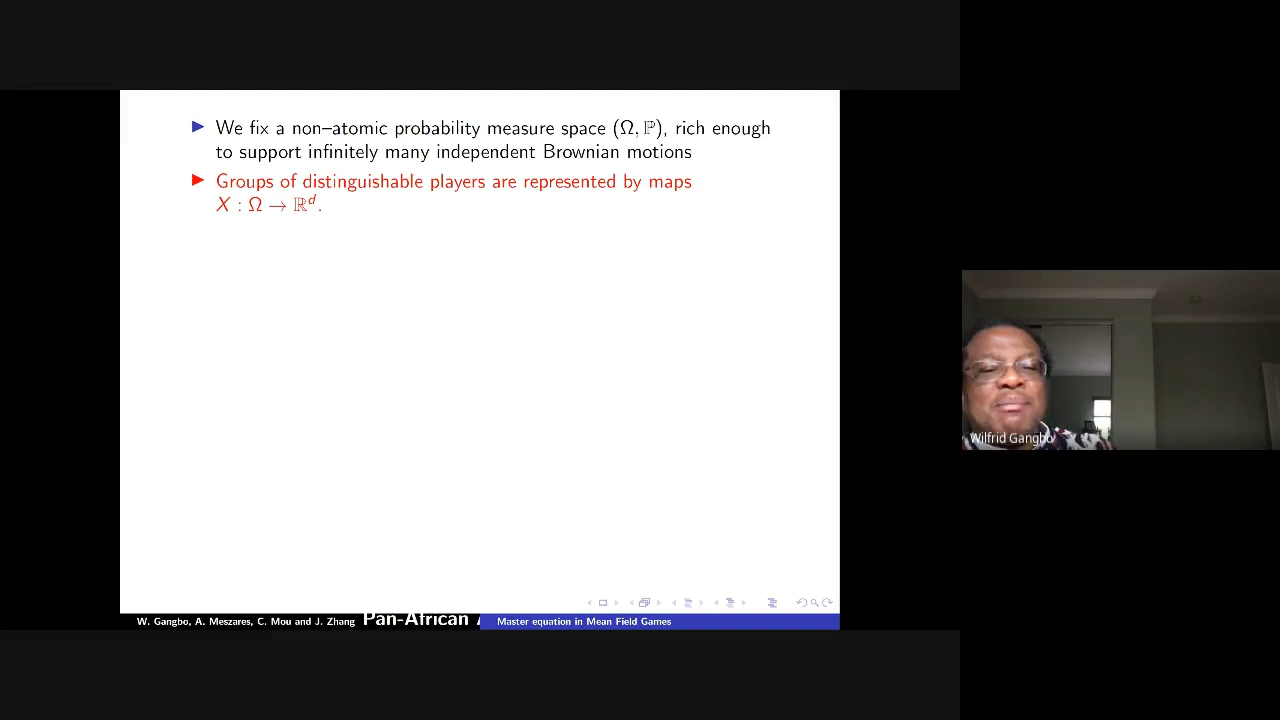 ▶ We fix a non–atomic probability measure space (Ω, ℙ), rich enough
to support infinitely many independent Brownian motions
▶ Groups of distinguishable players are represented by maps
X : Ω → ℝᵈ.
Wilfrid Gangbo
W. Gangbo, A. Meszares, C. Mou and J. Zhang Pan-African Master equation in Mean Field Games